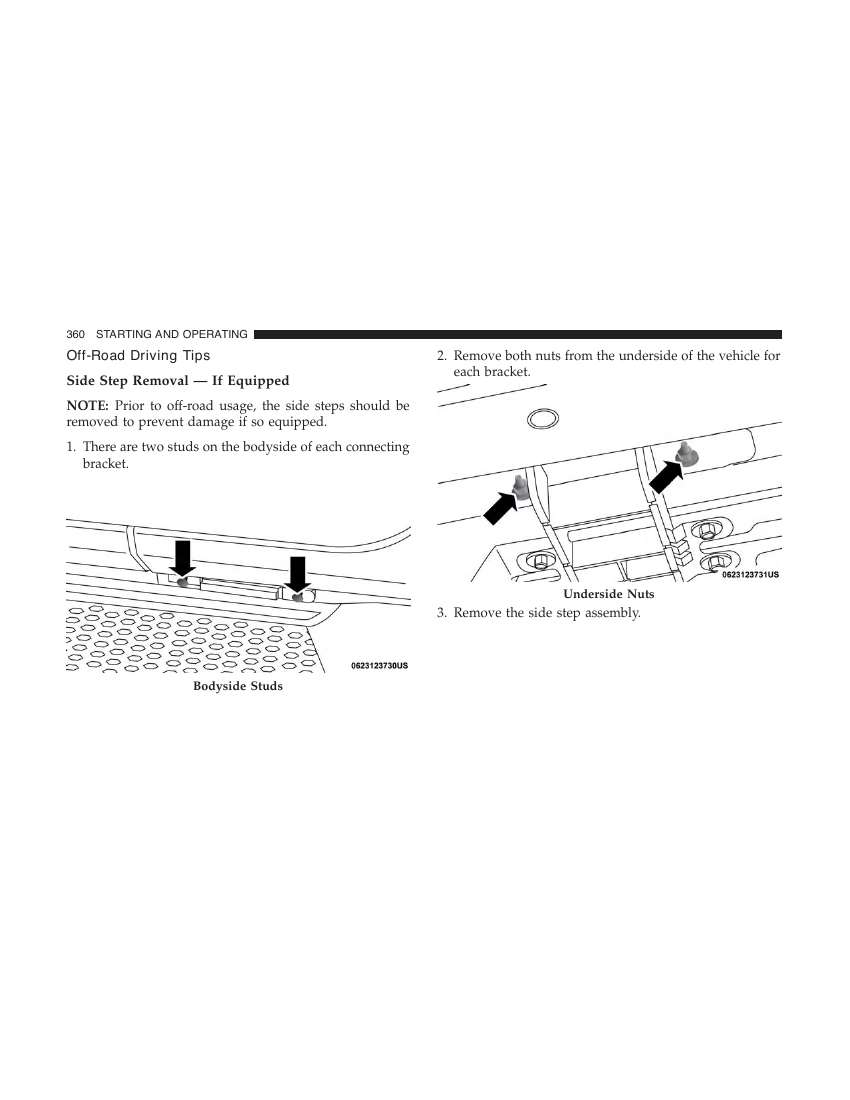 360 STARTING AND OPERATING
Off-Road Driving Tips
Side Step Removal — If Equipped
NOTE: Prior to off-road usage, the side steps should be
removed to prevent damage if so equipped.
1. There are two studs on the bodyside of each connecting
bracket.
0623123730US
Bodyside Studs
2. Remove both nuts from the underside of the vehicle for
each bracket.
0623123731US
Underside Nuts
3. Remove the side step assembly.